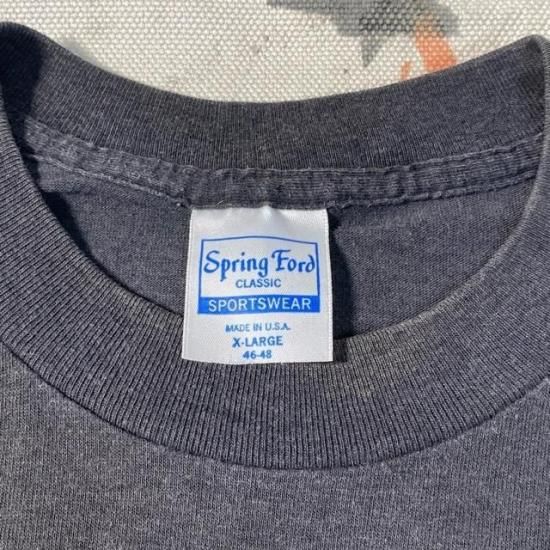 Spring Ford
CLASSIC
SPORTSWEAR
MADE IN U.S.A.
X-LARGE
46-48